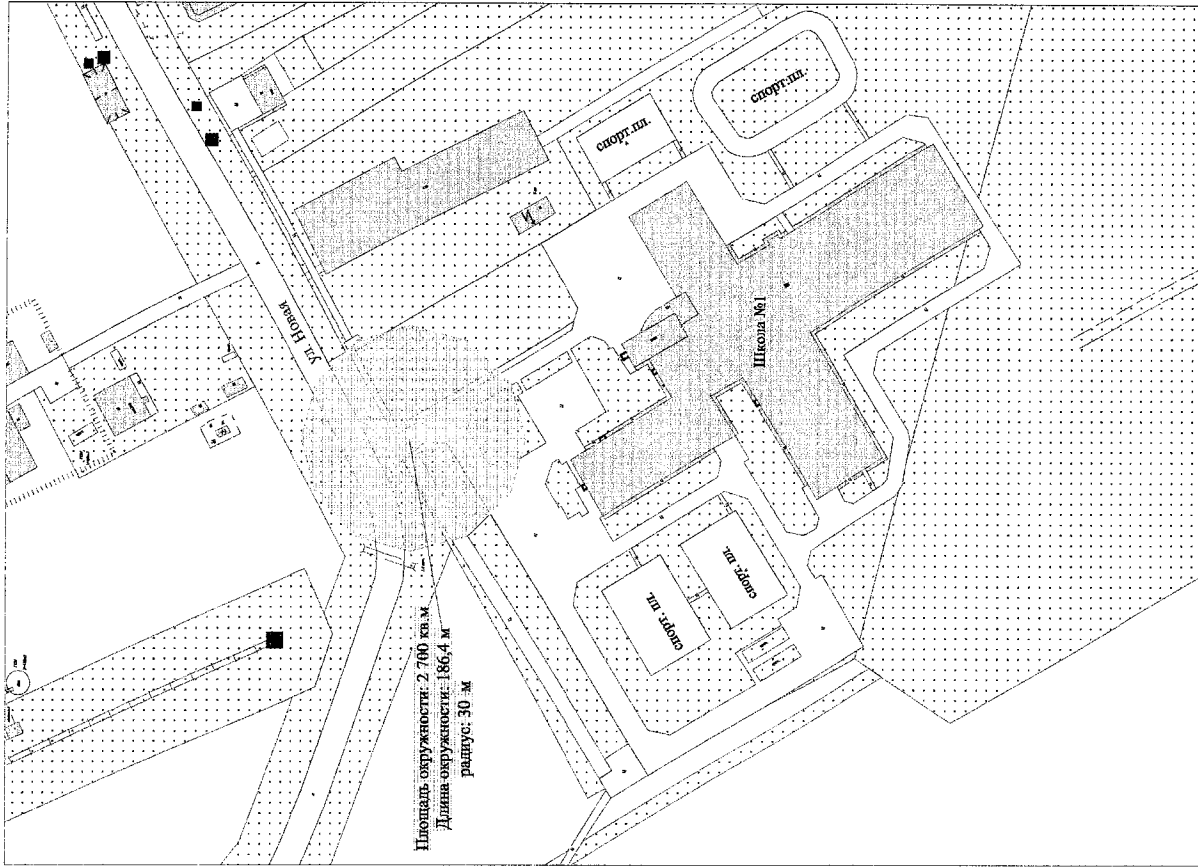 ул. Новая
спорт.пл.
спорт.пл.
Школа №1
спорт. пл.
спорт. пл.
Площадь окружности: 2 700 кв.м
Длина окружности: 186,4 м
радиус: 30 м